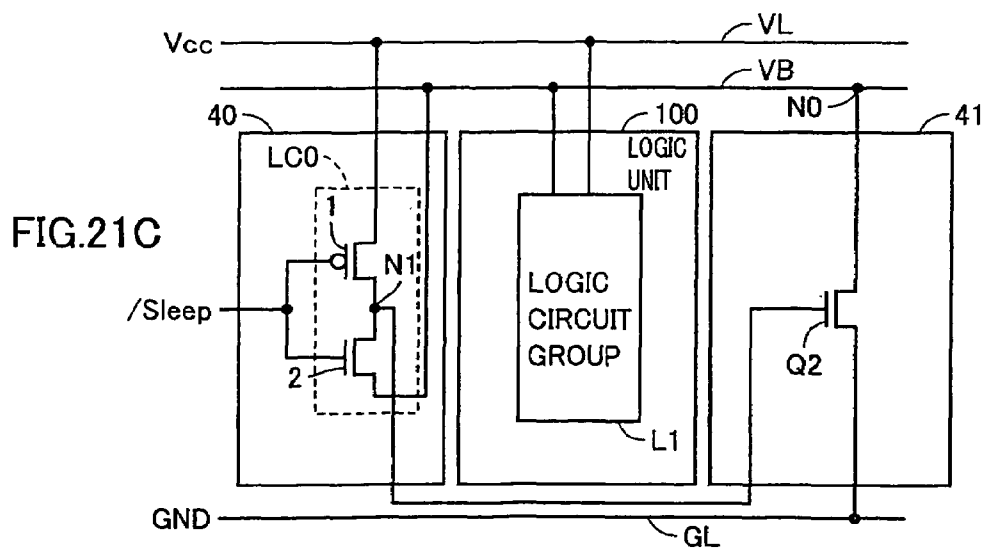 Vcc
VL
VB
N0
40
100
41
LC0
LOGIC
UNIT
1
FIG.21C
N1
/Sleep
LOGIC
CIRCUIT
GROUP
2
Q2
L1
GND
GL